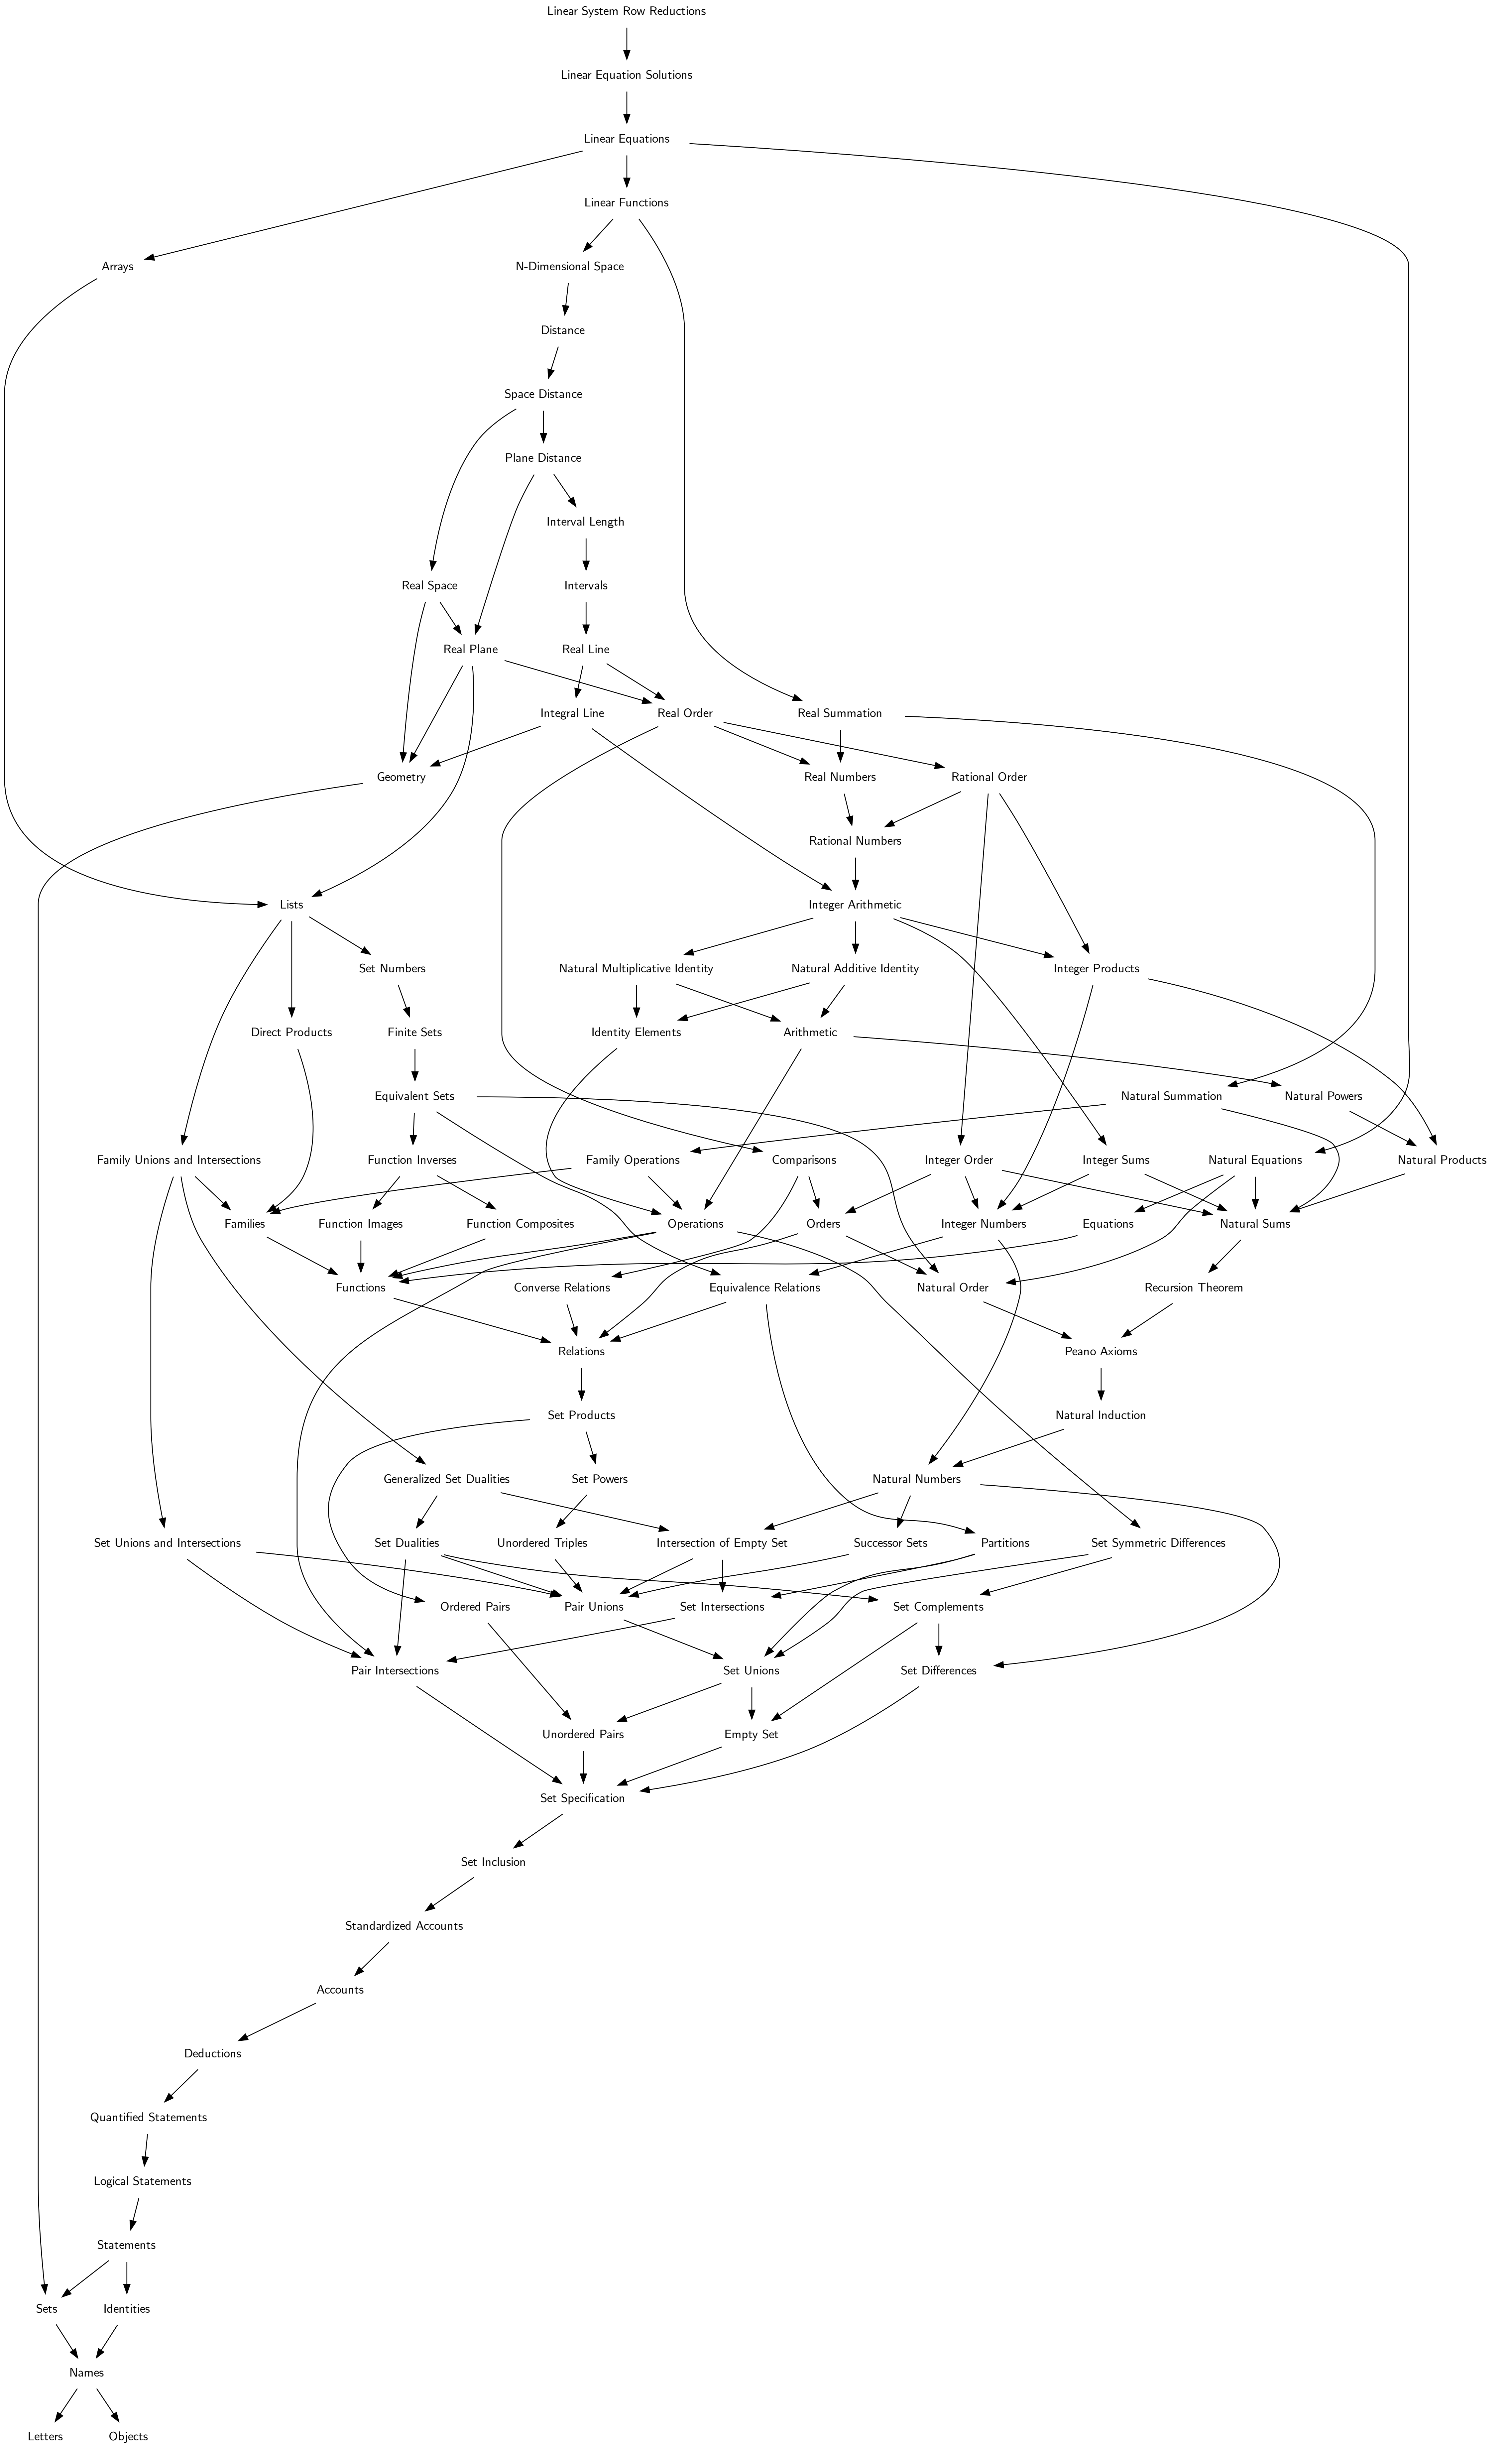 Linear System Row Reductions
Linear Equation Solutions
Linear Equations
Linear Functions
Arrays
N-Dimensional Space
Distance
Space Distance
Plane Distance
Interval Length
Real Space
Intervals
Real Plane
Real Line
Integral Line
Real Order
Real Summation
Geometry
Real Numbers
Rational Order
Rational Numbers
Lists
Integer Arithmetic
Set Numbers
Natural Multiplicative Identity
Natural Additive Identity
Integer Products
Direct Products
Finite Sets
Identity Elements
Arithmetic
Equivalent Sets
Natural Summation
Natural Powers
Family Unions and Intersections
Function Inverses
Family Operations
Comparisons
Integer Order
Integer Sums
Natural Equations
Natural Products
Families
Function Images
Function Composites
Operations
Orders
Integer Numbers
Equations
Natural Sums
Functions
Converse Relations
Equivalence Relations
Natural Order
Recursion Theorem
Relations
Peano Axioms
Set Products
Natural Induction
Generalized Set Dualities
Set Powers
Natural Numbers
Set Unions and Intersections
Set Dualities
Unordered Triples
Intersection of Empty Set
Successor Sets
Partitions
Set Symmetric Differences
Ordered Pairs
Pair Unions
Set Intersections
Set Complements
Pair Intersections
Set Unions
Set Differences
Unordered Pairs
Empty Set
Set Specification
Set Inclusion
Standardized Accounts
Accounts
Deductions
Quantified Statements
Logical Statements
Statements
Sets
Identities
Names
Letters
Objects